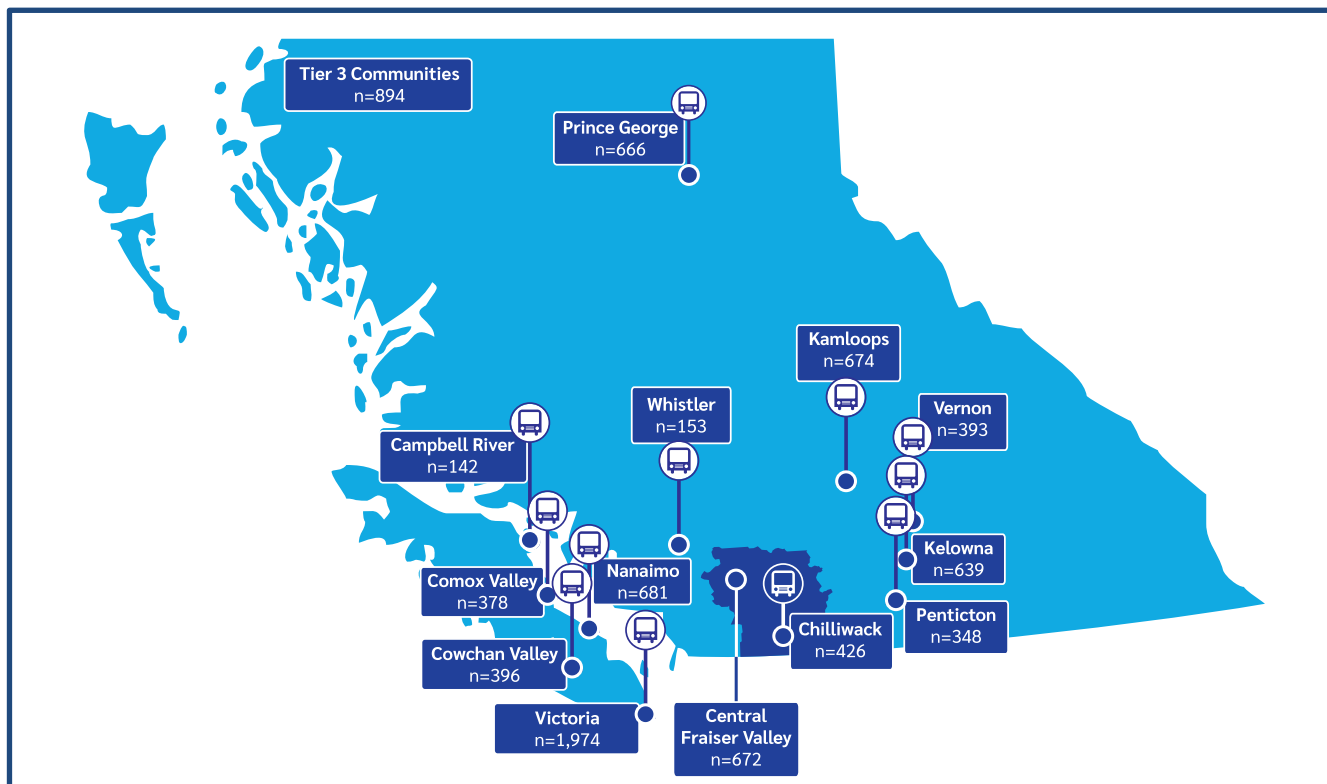 Tier 3 Communities
n=894
Prince George
n=666
Kamloops
n=674
Whistler
n=153
Vernon
n=393
Campbell River
n=142
Kelowna
n=639
Nanaimo
n=681
Comox Valley
n=378
Penticton
n=348
Chilliwack
n=426
Cowchan Valley
n=396
Victoria
n=1,974
Central
Fraiser Valley
n=672